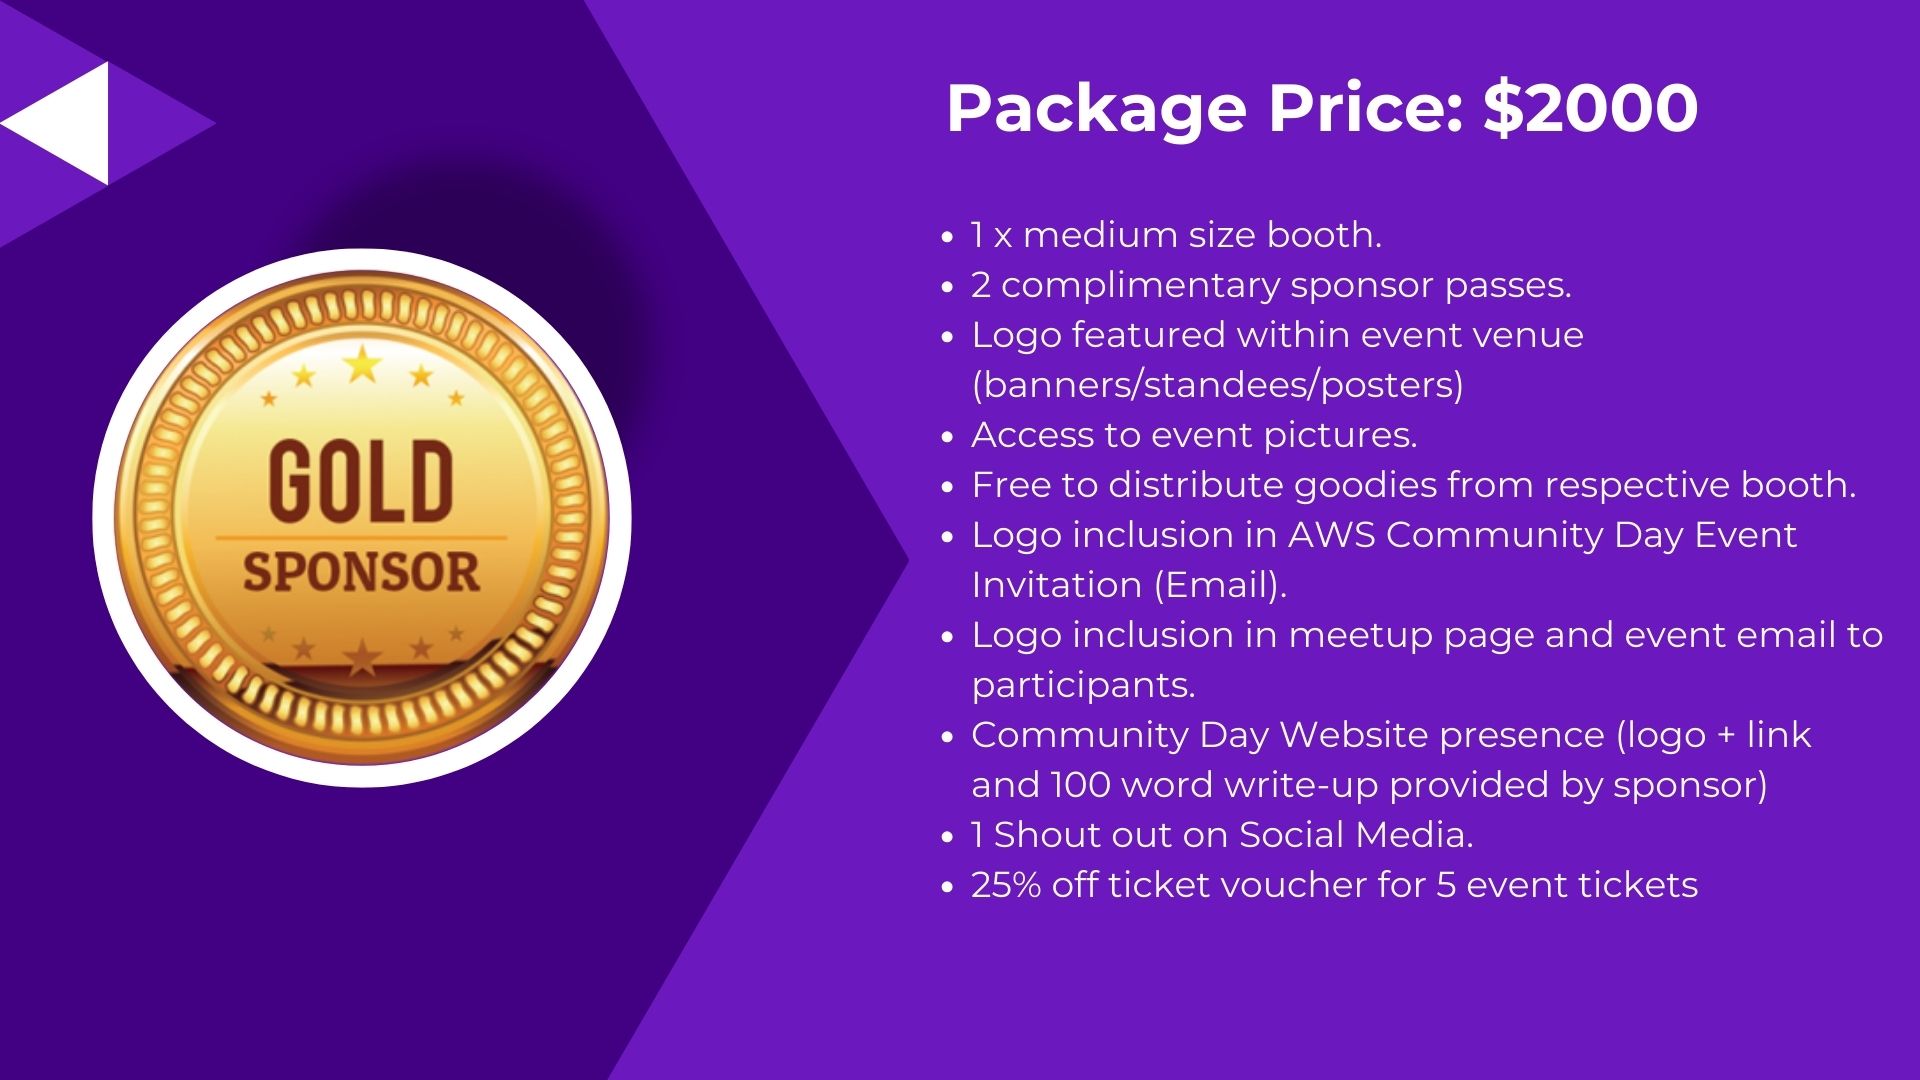 Package Price: $2000
GOLD
SPONSOR
• 1 x medium size booth.
• 2 complimentary sponsor passes.
• Logo featured within event venue
(banners/standees/posters)
• Access to event pictures.
• Free to distribute goodies from respective booth.
• Logo inclusion in AWS Community Day Event
Invitation (Email).
• Logo inclusion in meetup page and event email to
participants.
• Community Day Website presence (logo + link
and 100 word write-up provided by sponsor)
• 1 Shout out on Social Media.
• 25% off ticket voucher for 5 event tickets